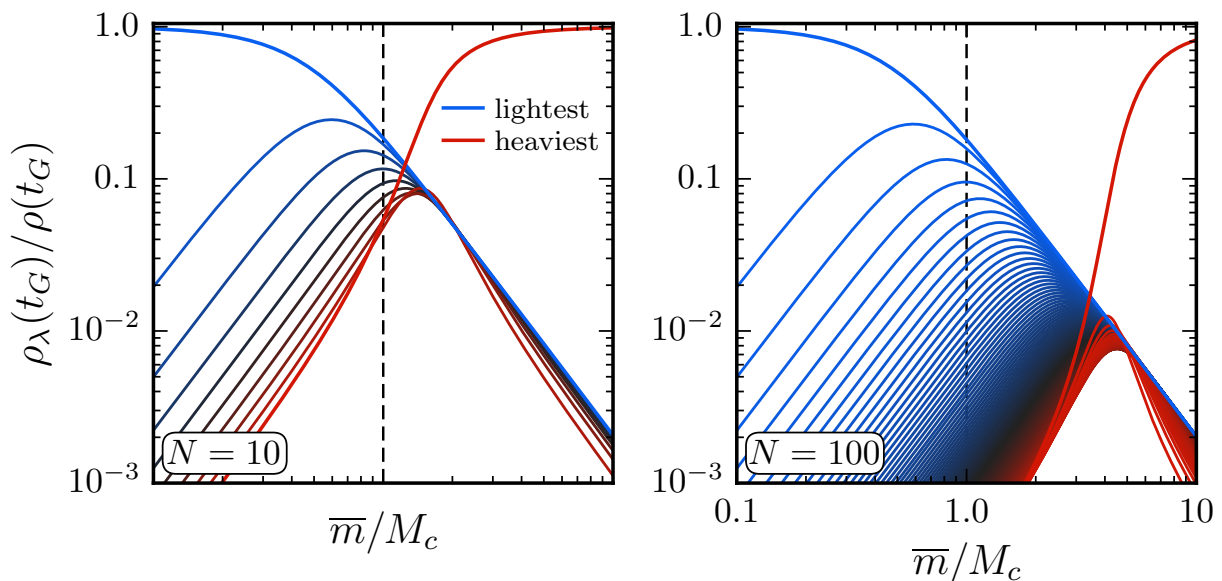 1.0
0.1
10⁻²
10⁻³
ρ_λ(t_G)/ρ(t_G)
lightest
heaviest
N = 10
m̅/M_c
1.0
0.1
10⁻²
10⁻³
N = 100
0.1 1.0 10
m̅/M_c